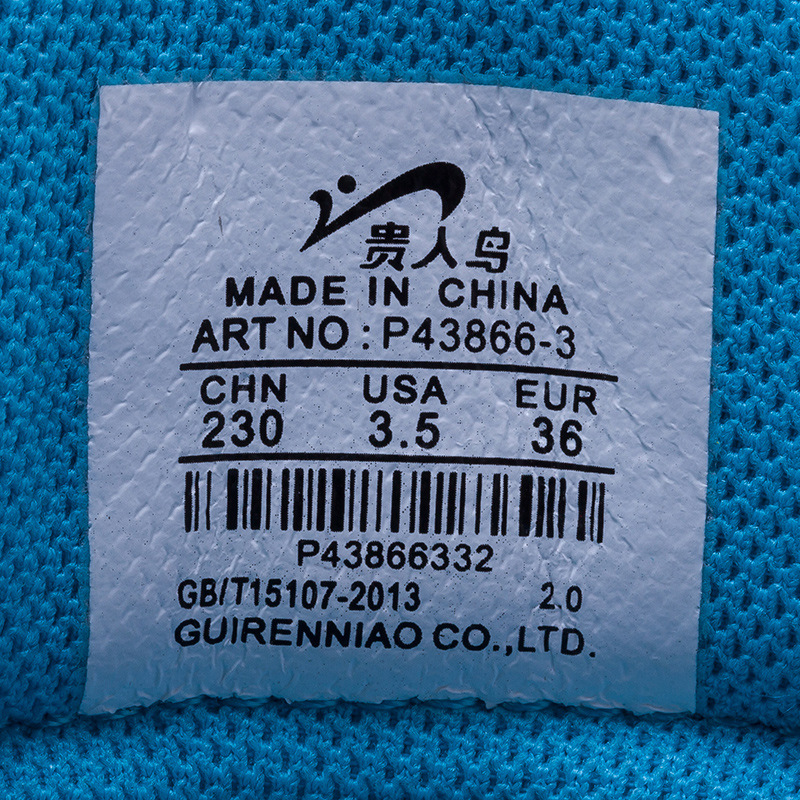 贵人鸟
MADE IN CHINA
ART NO : P43866-3
CHN USA EUR
230 3.5 36
P43866332
GB/T15107-2013 2.0
GUIRENNIAO CO.,LTD.